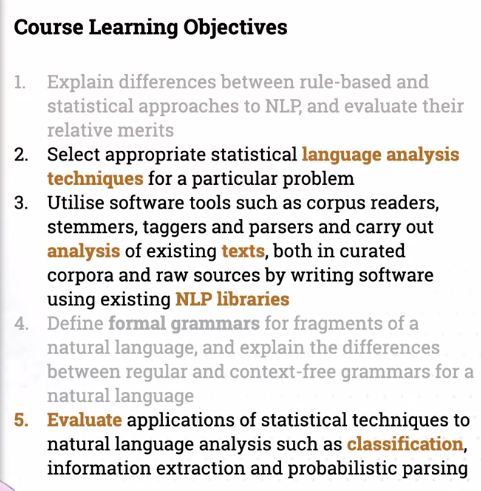 Course Learning Objectives
1. Explain differences between rule-based and
statistical approaches to NLP, and evaluate their
relative merits
2. Select appropriate statistical language analysis
techniques for a particular problem
3. Utilise software tools such as corpus readers,
stemmers, taggers and parsers and carry out
analysis of existing texts, both in curated
corpora and raw sources by writing software
using existing NLP libraries
4. Define formal grammars for fragments of a
natural language, and explain the differences
between regular and context-free grammars for a
natural language
5. Evaluate applications of statistical techniques to
natural language analysis such as classification,
information extraction and probabilistic parsing